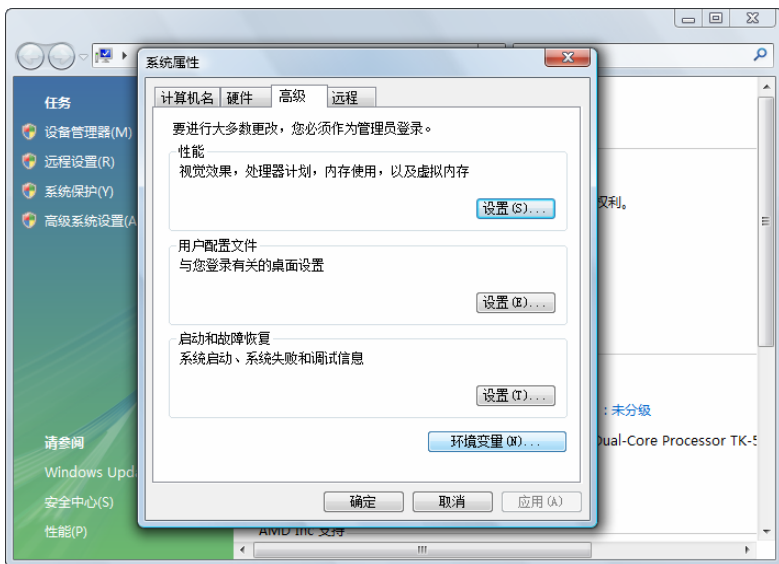 系统属性
计算机名 硬件 高级 远程
要进行大多数更改，您必须作为管理员登录。
性能
视觉效果，处理器计划，内存使用，以及虚拟内存
设置(S)...
用户配置文件
与您登录有关的桌面设置
设置(E)...
启动和故障恢复
系统启动、系统失败和调试信息
设置(T)...
环境变量(N)...
确定 取消 应用(A)
任务
设备管理器(M)
远程设置(R)
系统保护(Y)
高级系统设置(A
请参阅
Windows Upd
安全中心(S)
性能(P)
权利。
: 未分级
Dual-Core Processor TK-5
AMD Inc 支持